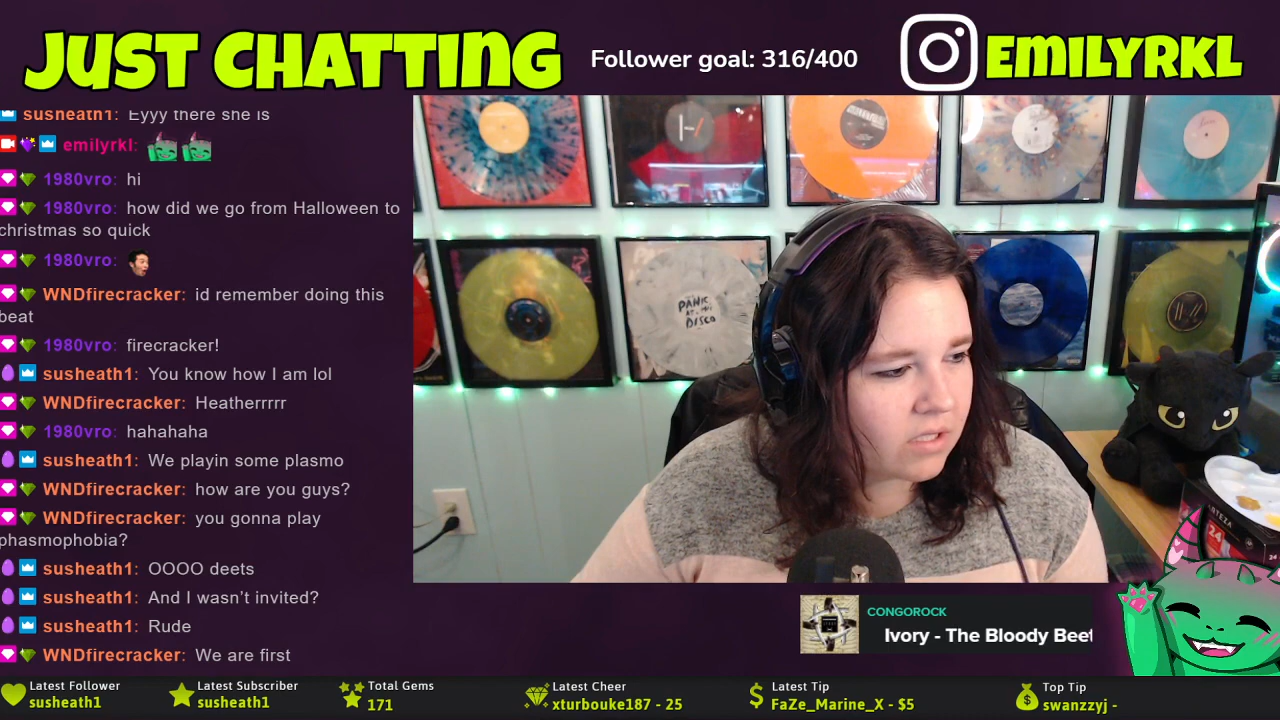 JUST CHATTING
Follower goal: 316/400
EMILYRKL
susheath1: Eyyy there she is
emilyrkl:
1980vro: hi
1980vro: how did we go from Halloween to
christmas so quick
1980vro:
WNDfirecracker: id remember doing this
beat
1980vro: firecracker!
susheath1: You know how I am lol
WNDfirecracker: Heatherrrrr
1980vro: hahahaha
susheath1: We playin some plasmo
WNDfirecracker: how are you guys?
WNDfirecracker: you gonna play
phasmophobia?
susheath1: OOOO deets
susheath1: And I wasn't invited?
susheath1: Rude
WNDfirecracker: We are first
PANIC
AT THE
DISCO
ARTEZA
24
CONGOROCK
Ivory - The Bloody Beet
Latest Follower
susheath1
Latest Subscriber
susheath1
Total Gems
171
Latest Cheer
xturbouke187 - 25
Latest Tip
FaZe_Marine_X - $5
Top Tip
swanzzyj -